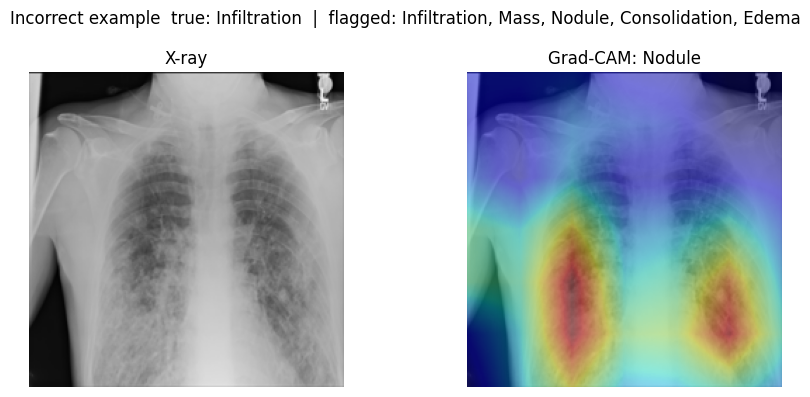 Incorrect example  true: Infiltration  |  flagged: Infiltration, Mass, Nodule, Consolidation, Edema
X-ray
Grad-CAM: Nodule